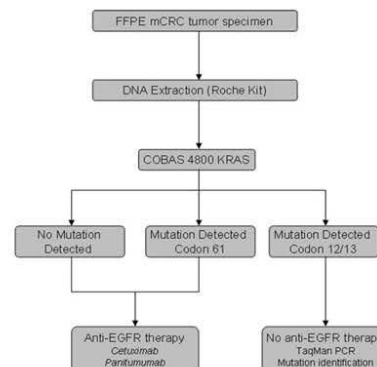 FFPE mCRC tumor specimen
DNA Extraction (Roche Kit)
COBAS 4800 KRAS
No Mutation
Detected
Mutation Detected
Codon 61
Mutation Detected
Codon 12/13
Anti-EGFR therapy
Cetuximab
Panitumumab
No anti-EGFR therap
TaqMan PCR
Mutation identification